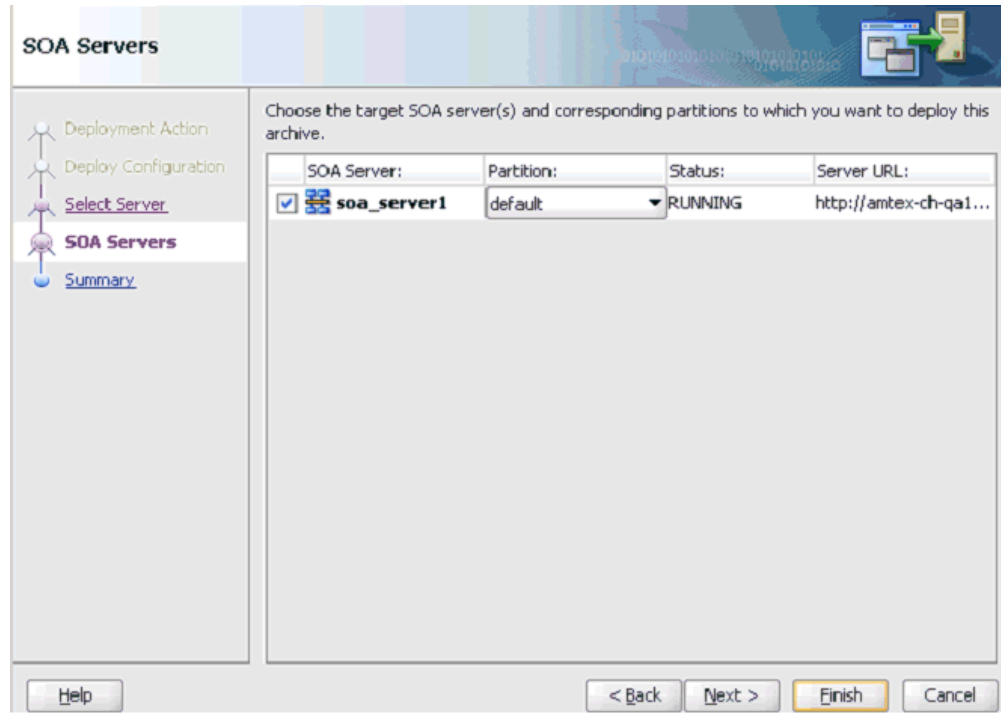 SOA Servers
Deployment Action
Deploy Configuration
Select Server
SOA Servers
Summary
Choose the target SOA server(s) and corresponding partitions to which you want to deploy this
archive.
SOA Server: Partition: Status: Server URL:
soa_server1 default RUNNING http://amtex-ch-qa1...
Help < Back Next > Finish Cancel